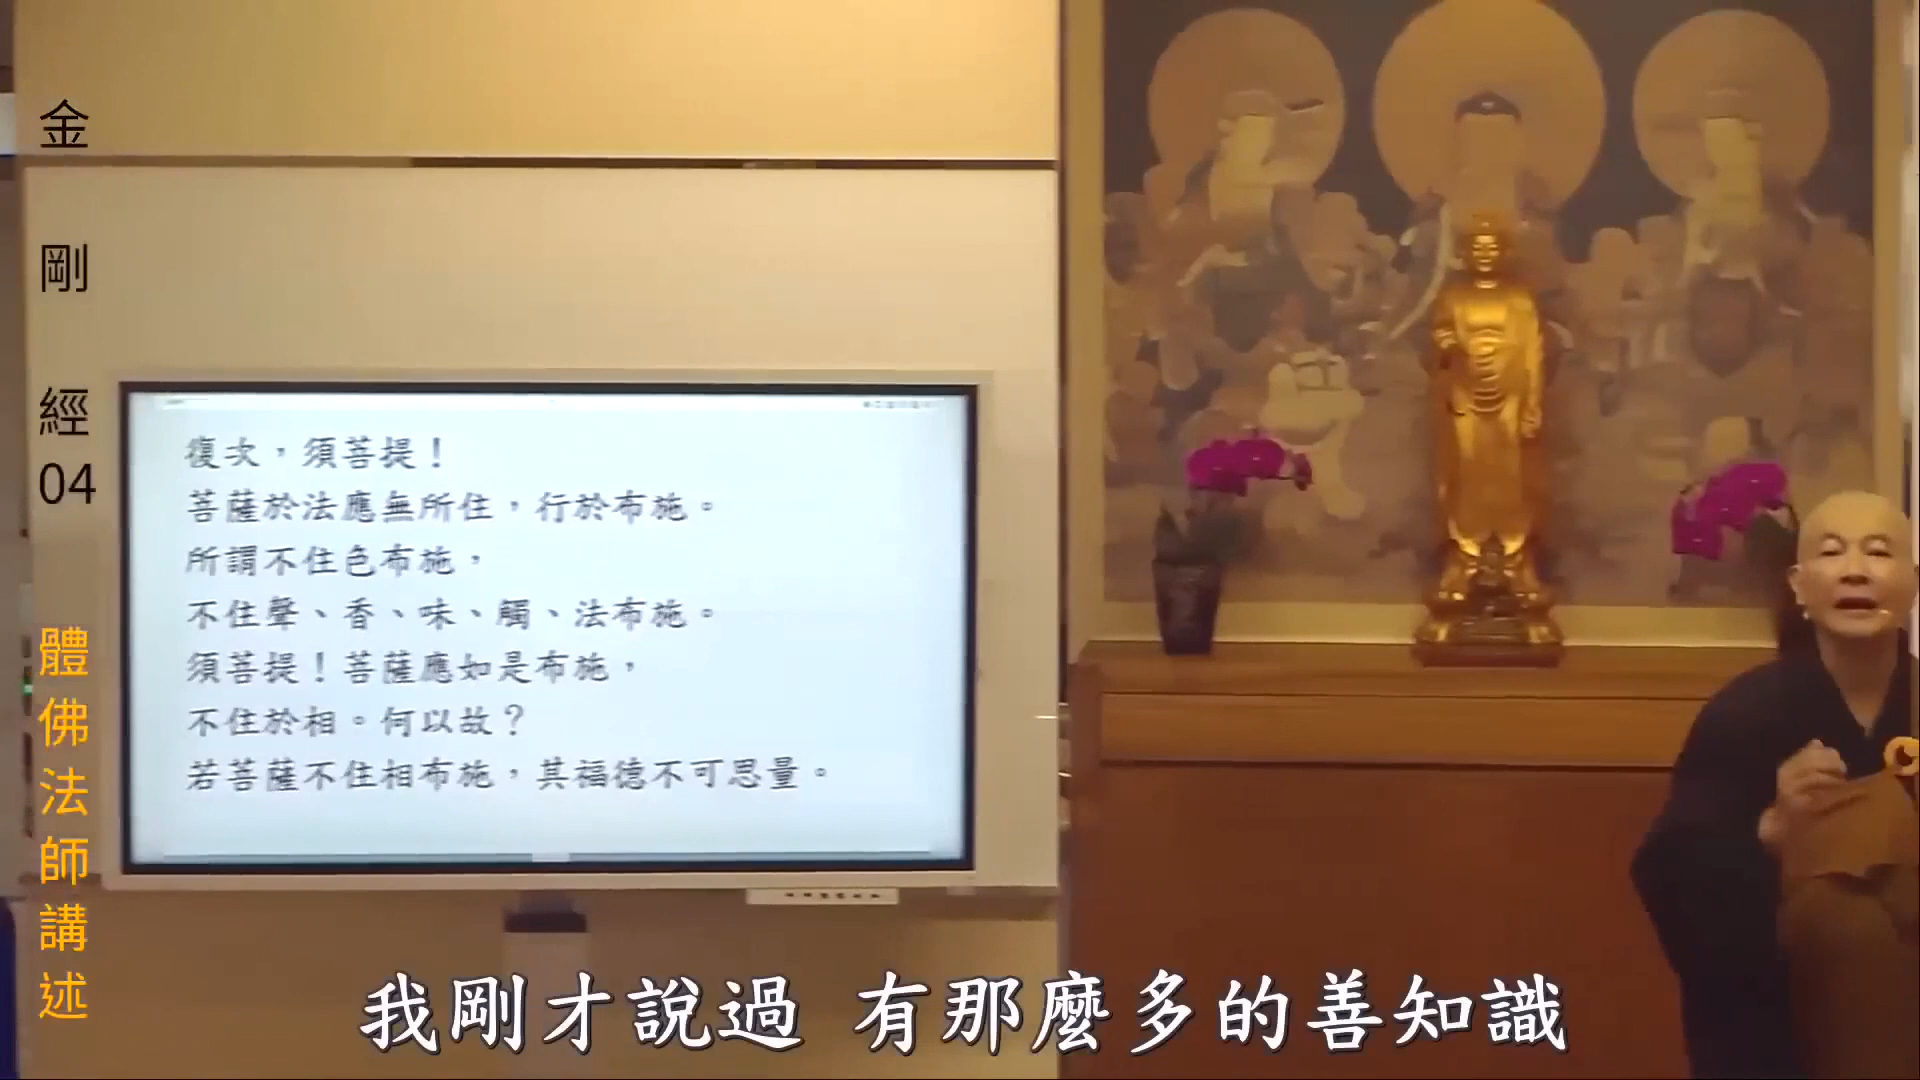 金剛經04
體佛法師講述
復次，須菩提！
菩薩於法應無所住，行於布施。
所謂不住色布施，
不住聲、香、味、觸、法布施。
須菩提！菩薩應如是布施，
不住於相。何以故？
若菩薩不住相布施，其福德不可思量。
我剛才說過 有那麼多的善知識